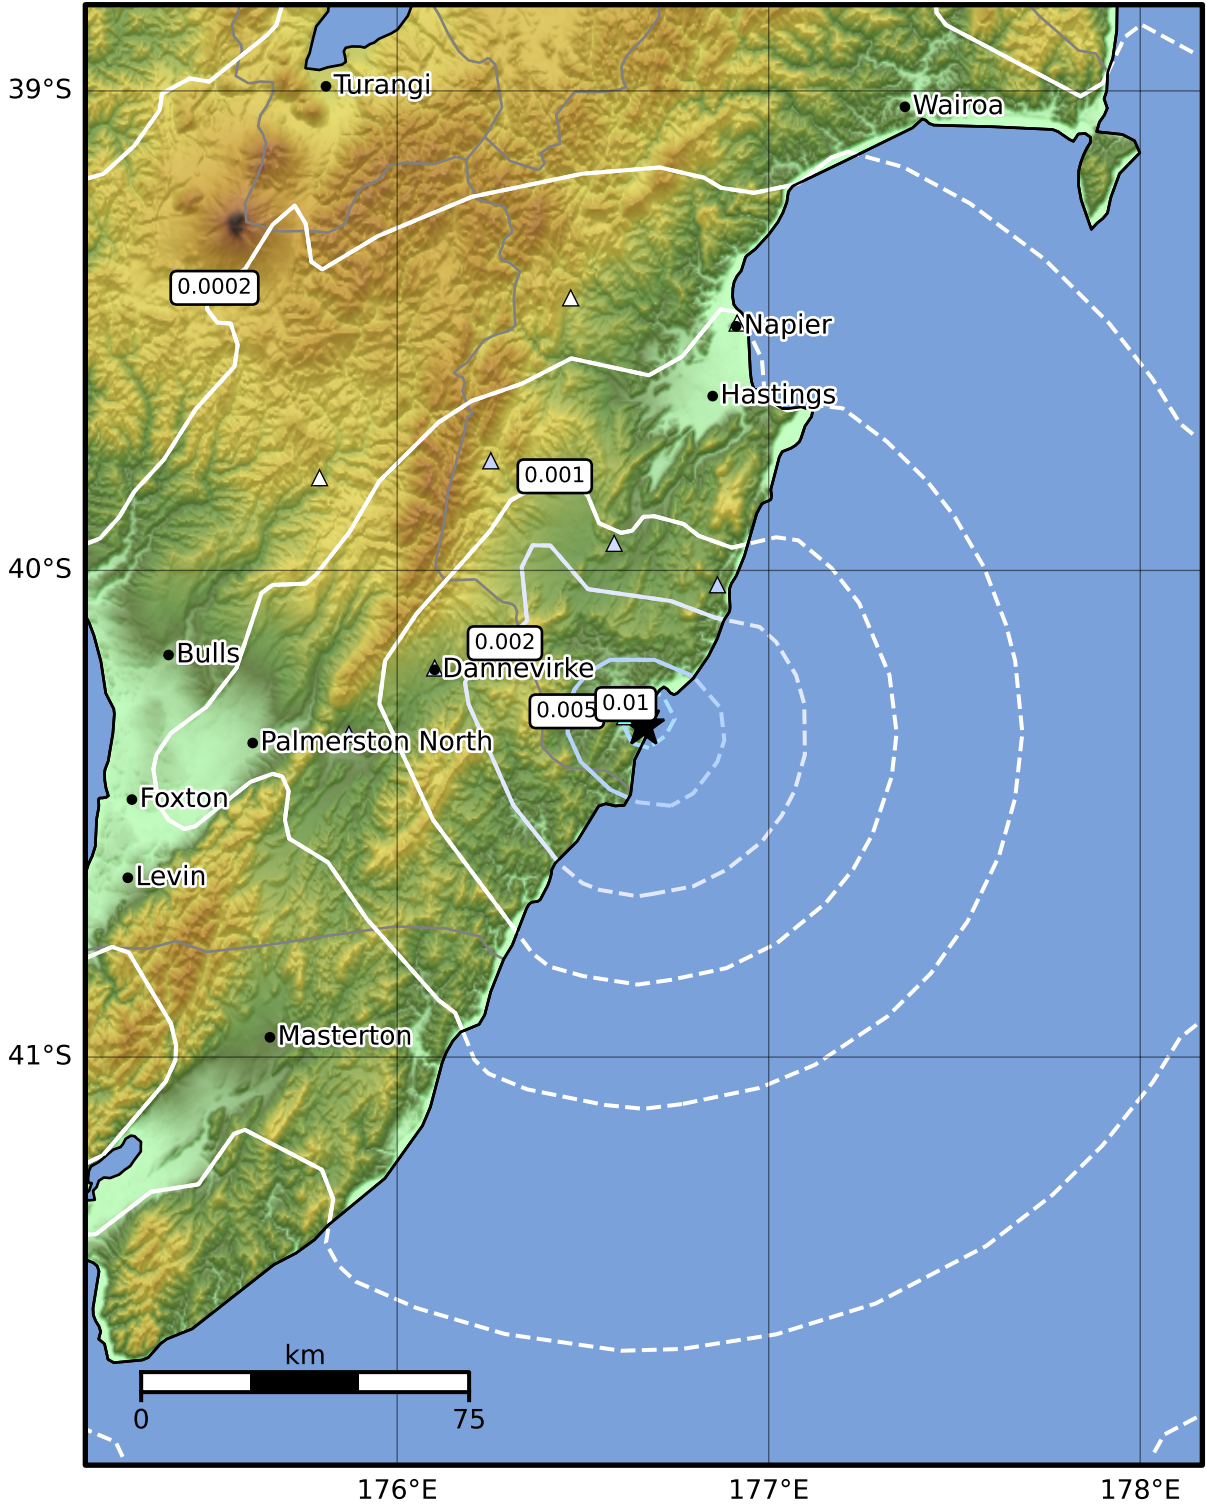 39°S
Turangi
Wairoa
0.0002
Napier
Hastings
0.001
40°S
0.002
Bulls
Dannevirke
0.005
0.01
Palmerston North
Foxton
Levin
Masterton
41°S
km
0
75
176°E
177°E
178°E